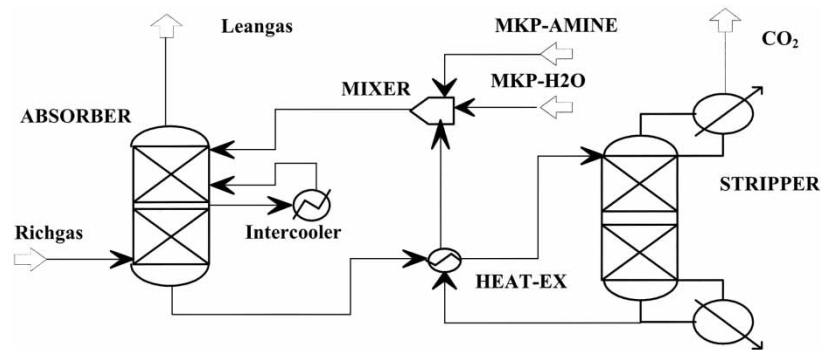 Leangas
MKP-AMINE
CO₂
MKP-H2O
MIXER
ABSORBER
STRIPPER
Richgas
Intercooler
HEAT-EX